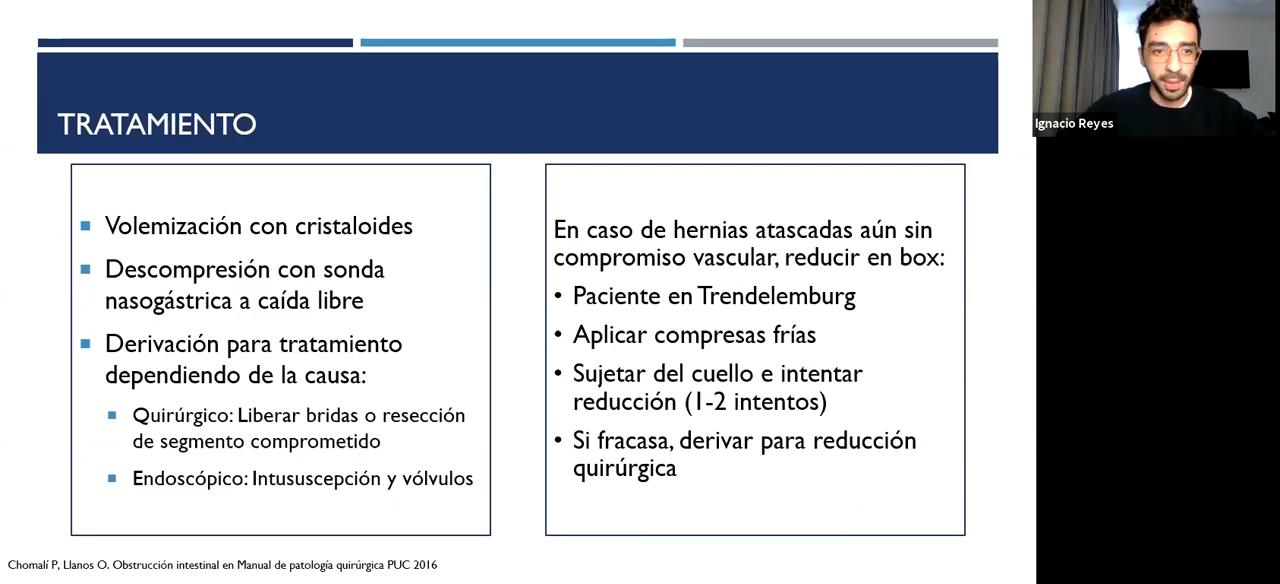 TRATAMIENTO
Volemización con cristaloides
Descompresión con sonda
nasogástrica a caída libre
Derivación para tratamiento
dependiendo de la causa:
Quirúrgico: Liberar bridas o resección
de segmento comprometido
Endoscópico: Intususcepción y vólvulos
En caso de hernias atascadas aún sin
compromiso vascular, reducir en box:
• Paciente en Trendelemburg
• Aplicar compresas frías
• Sujetar del cuello e intentar
reducción (1-2 intentos)
• Si fracasa, derivar para reducción
quirúrgica
Chomalí P, Llanos O. Obstrucción intestinal en Manual de patología quirúrgica PUC 2016
Ignacio Reyes